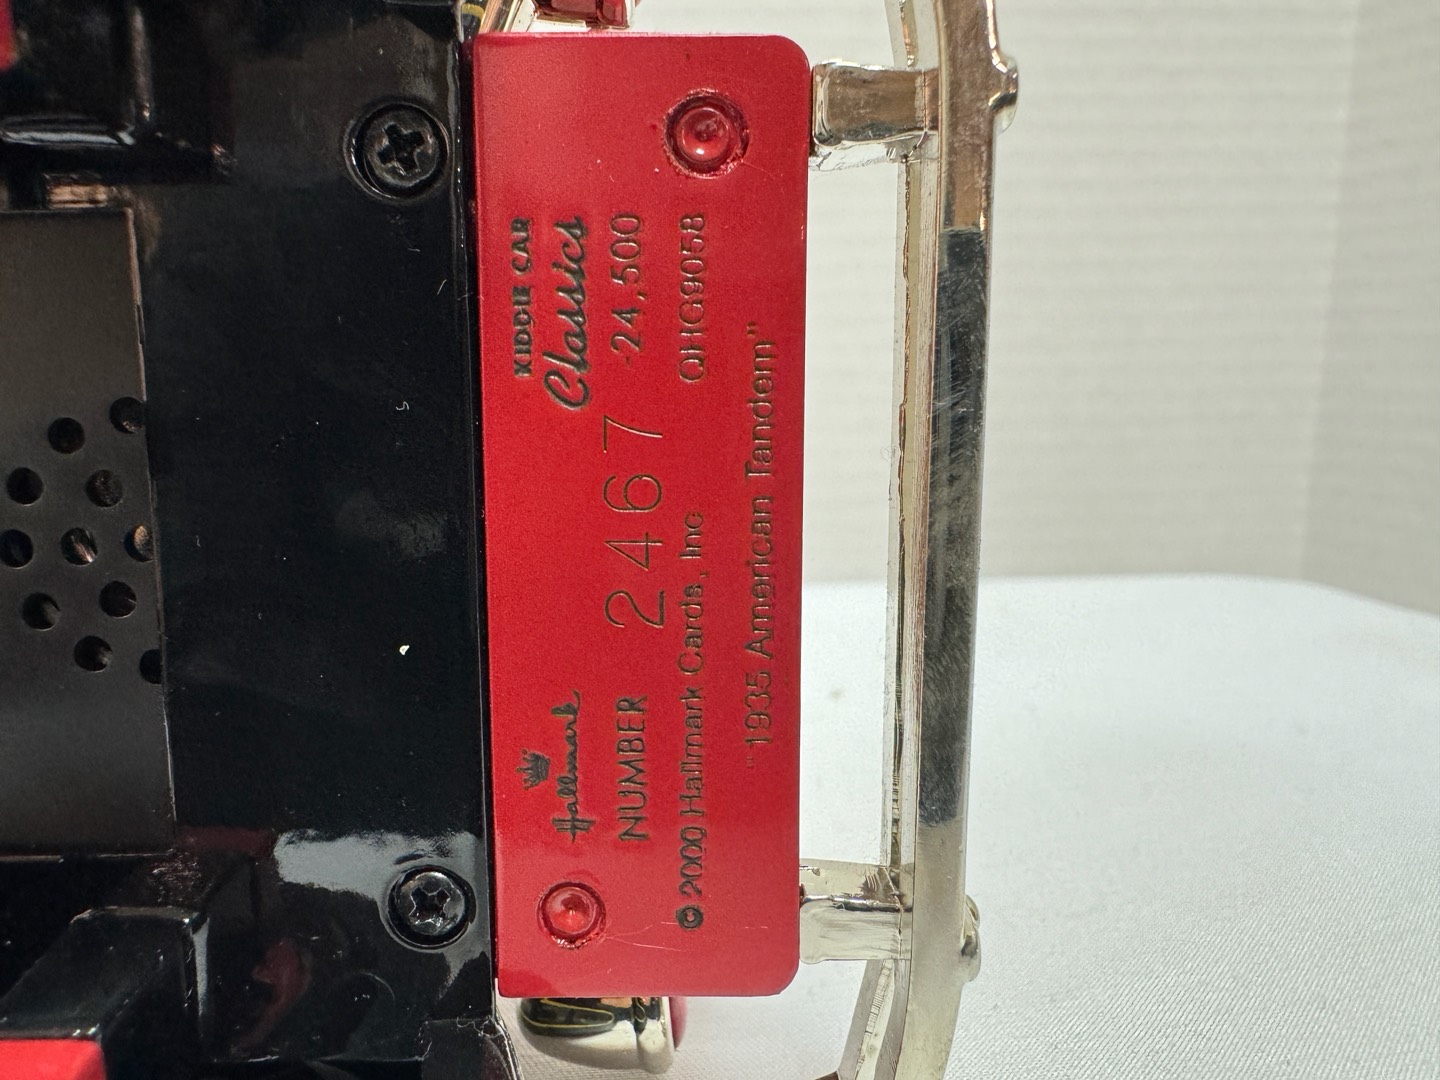 Hallmark KIDDIE CAR Classics
NUMBER 2467 -24,500
© 2000 Hallmark Cards, Inc QHG9058
"1935 American Tandem"